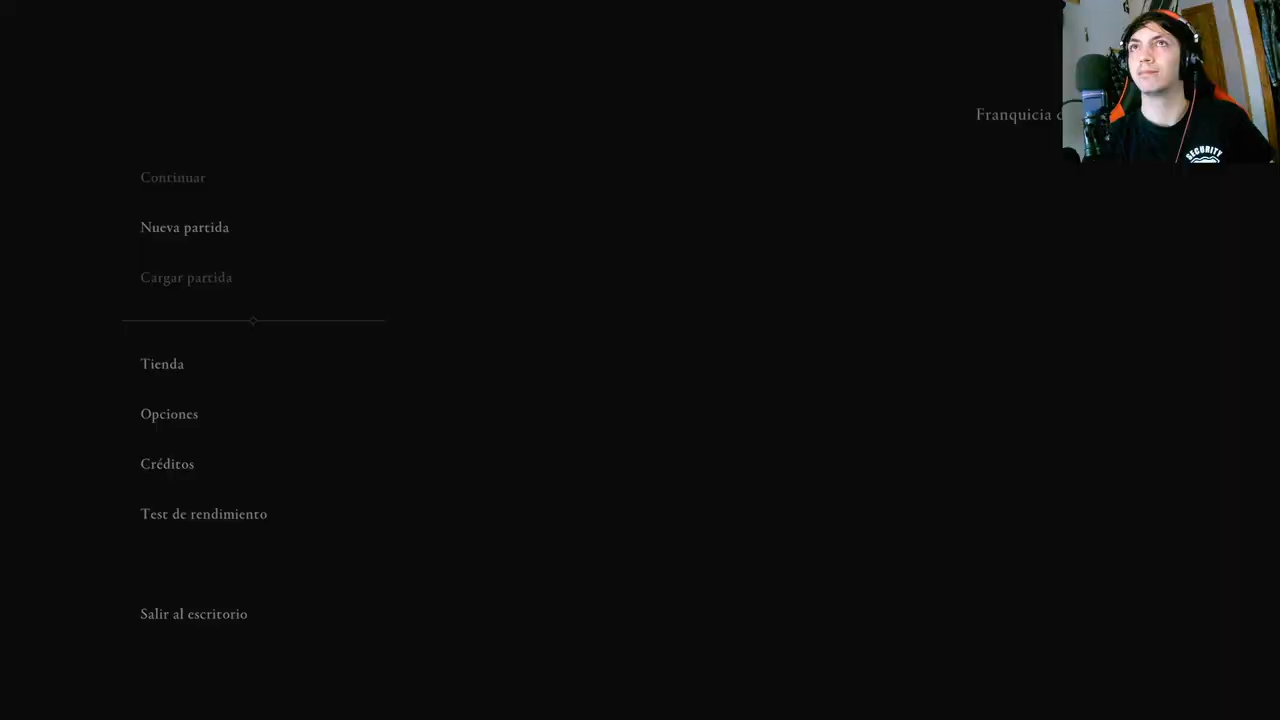 Franquicia
Continuar
Nueva partida
Cargar partida
Tienda
Opciones
Créditos
Test de rendimiento
Salir al escritorio
SECURITY